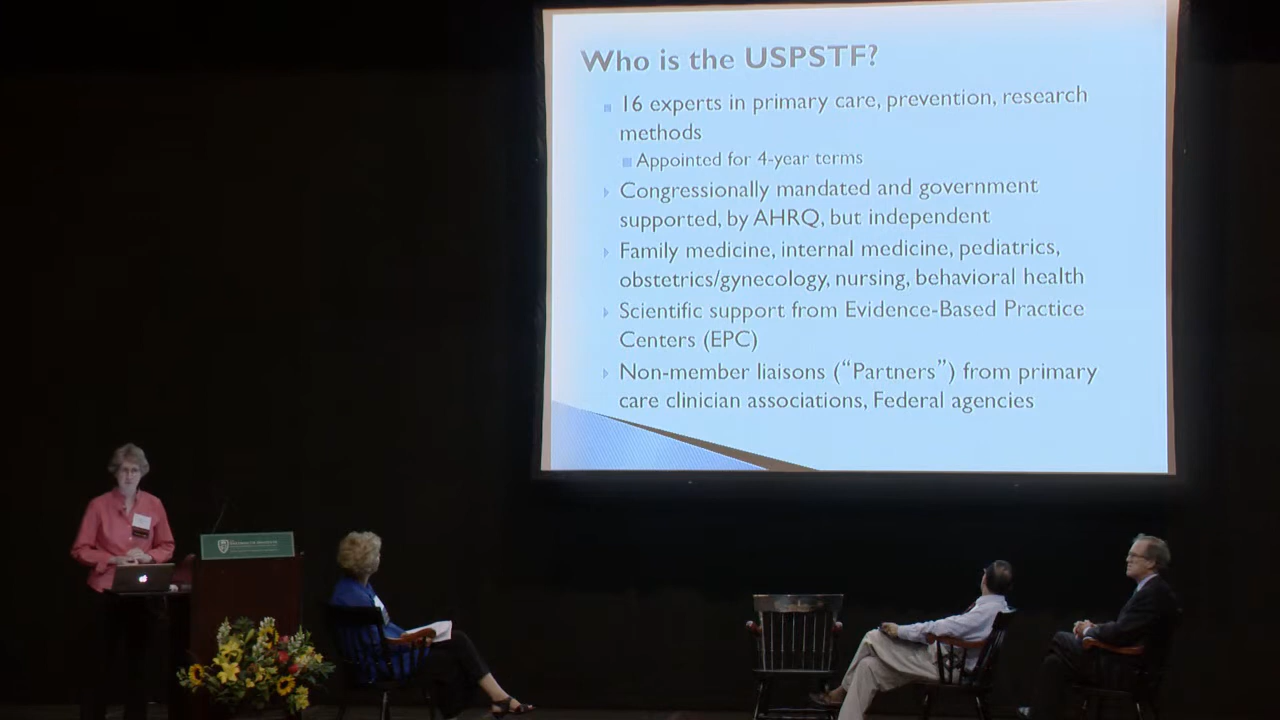 Who is the USPSTF?
16 experts in primary care, prevention, research
methods
Appointed for 4-year terms
Congressionally mandated and government
supported, by AHRQ, but independent
Family medicine, internal medicine, pediatrics,
obstetrics/gynecology, nursing, behavioral health
Scientific support from Evidence-Based Practice
Centers (EPC)
Non-member liaisons ("Partners") from primary
care clinician associations, Federal agencies